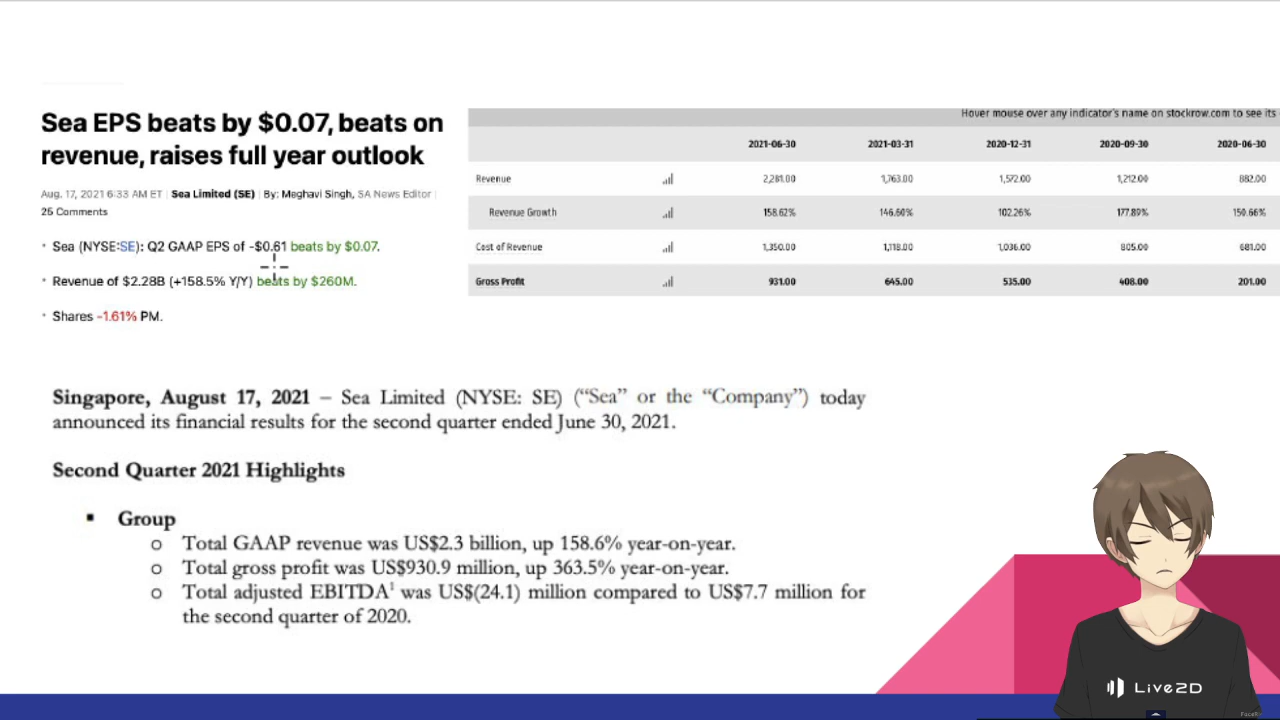 Sea EPS beats by $0.07, beats on
revenue, raises full year outlook
Aug. 17, 2021 6:33 AM ET | Sea Limited (SE) | By: Meghavi Singh, SA News Editor |
25 Comments
• Sea (NYSE:SE): Q2 GAAP EPS of -$0.61 beats by $0.07.
• Revenue of $2.28B (+158.5% Y/Y) beats by $260M.
• Shares -1.61% PM.
Hover mouse over any indicator's name on stockrow.com to see its
2021-06-30 2021-03-31 2020-12-31 2020-09-30 2020-06-30
Revenue 2,281.00 1,763.00 1,572.00 1,212.00 882.00
Revenue Growth 158.62% 146.60% 102.26% 177.89% 150.66%
Cost of Revenue 1,350.00 1,118.00 1,036.00 805.00 681.00
Gross Profit 931.00 645.00 535.00 408.00 201.00
Singapore, August 17, 2021 – Sea Limited (NYSE: SE) (“Sea” or the “Company”) today
announced its financial results for the second quarter ended June 30, 2021.
Second Quarter 2021 Highlights
▪ Group
o Total GAAP revenue was US$2.3 billion, up 158.6% year-on-year.
o Total gross profit was US$930.9 million, up 363.5% year-on-year.
o Total adjusted EBITDA¹ was US$(24.1) million compared to US$7.7 million for
the second quarter of 2020.
Live2D